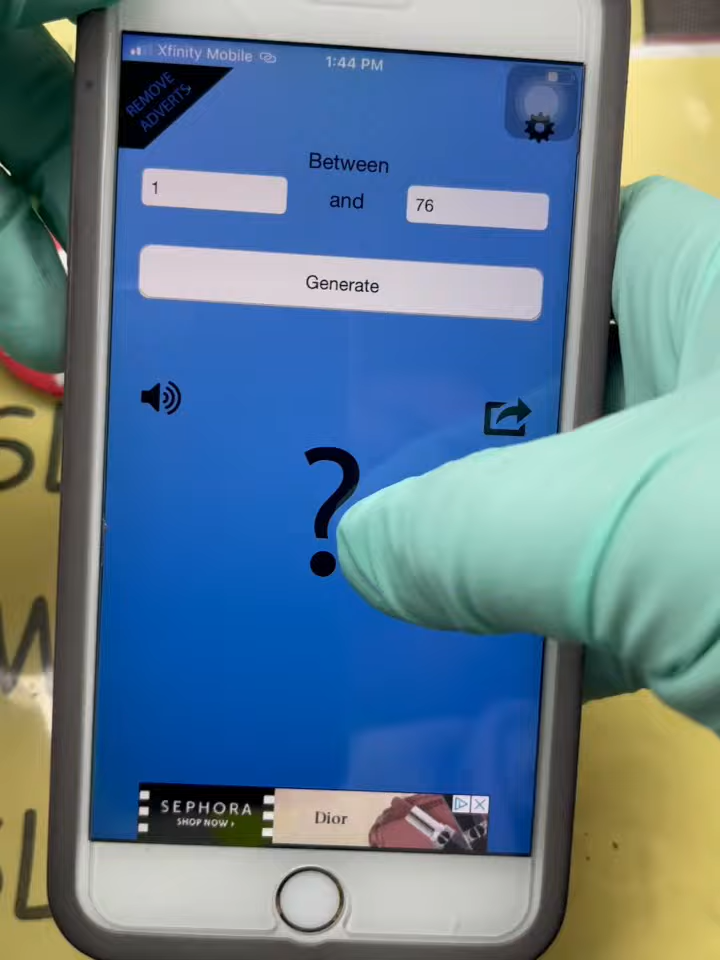 Xfinity Mobile 1:44 PM
REMOVE
ADVERTS
Between
1 and 76
Generate
?
SEPHORA
SHOP NOW ›
Dior